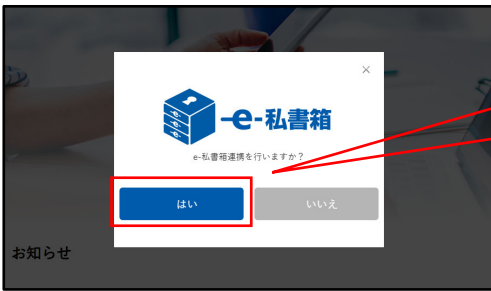 ×
-e-
-e-
-e-
e-私書箱
e-私書箱連携を行いますか？
はい
いいえ
お知らせ